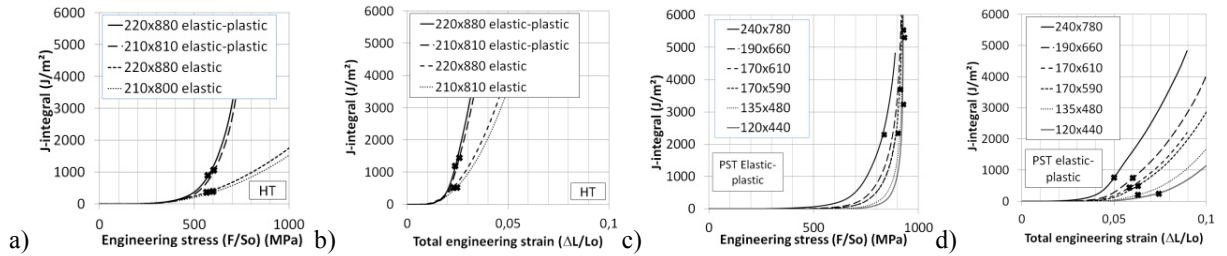 a)
J-integral (J/m²)
6000
5000
4000
3000
2000
1000
0
220x880 elastic-plastic
210x810 elastic-plastic
220x880 elastic
210x800 elastic
HT
0
500
1000
Engineering stress (F/So) (MPa)
b)
J-integral (J/m²)
6000
5000
4000
3000
2000
1000
0
220x880 elastic-plastic
210x810 elastic-plastic
220x880 elastic
210x810 elastic
HT
0
0,05
0,1
Total engineering strain (ΔL/Lo)
c)
J-integral (J/m²)
6000
5000
4000
3000
2000
1000
0
240x780
190x660
170x610
170x590
135x480
120x440
PST Elastic-
plastic
0
500
1000
Engineering stress (F/So) (MPa)
d)
J-integral (J/m²)
6000
5000
4000
3000
2000
1000
0
240x780
190x660
170x610
170x590
135x480
120x440
PST elastic-
plastic
0
0,05
0,1
Total engineering strain (ΔL/Lo)